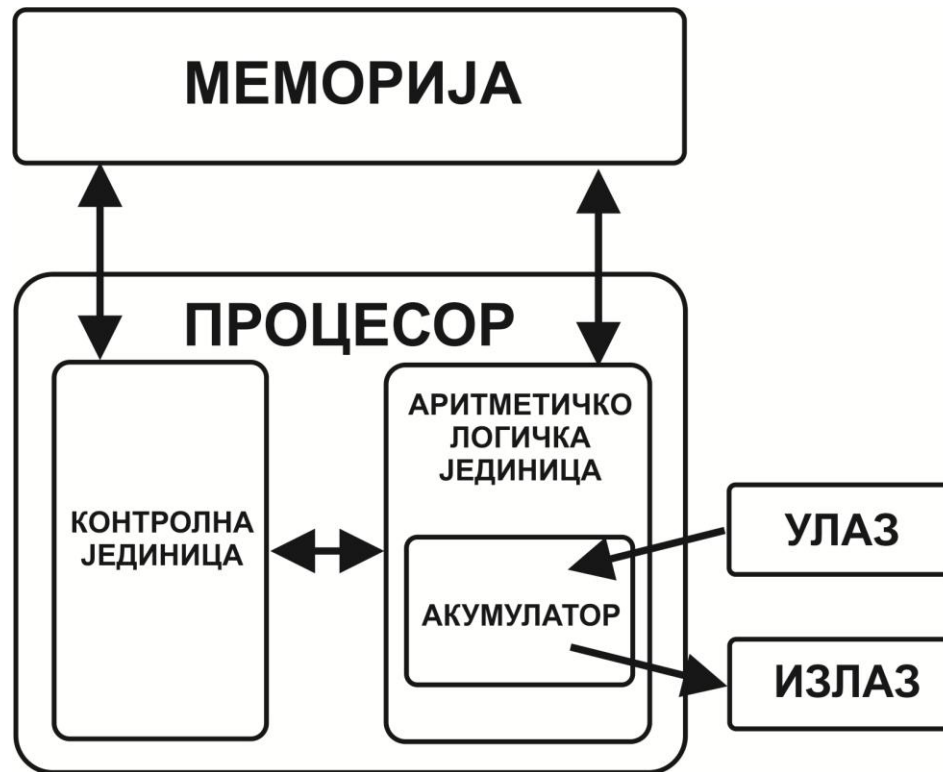 МЕМОРИЈА
ПРОЦЕСОР
КОНТРОЛНА
ЈЕДИНИЦА
АРИТМЕТИЧКО
ЛОГИЧКА
ЈЕДИНИЦА
АКУМУЛАТОР
УЛАЗ
ИЗЛАЗ